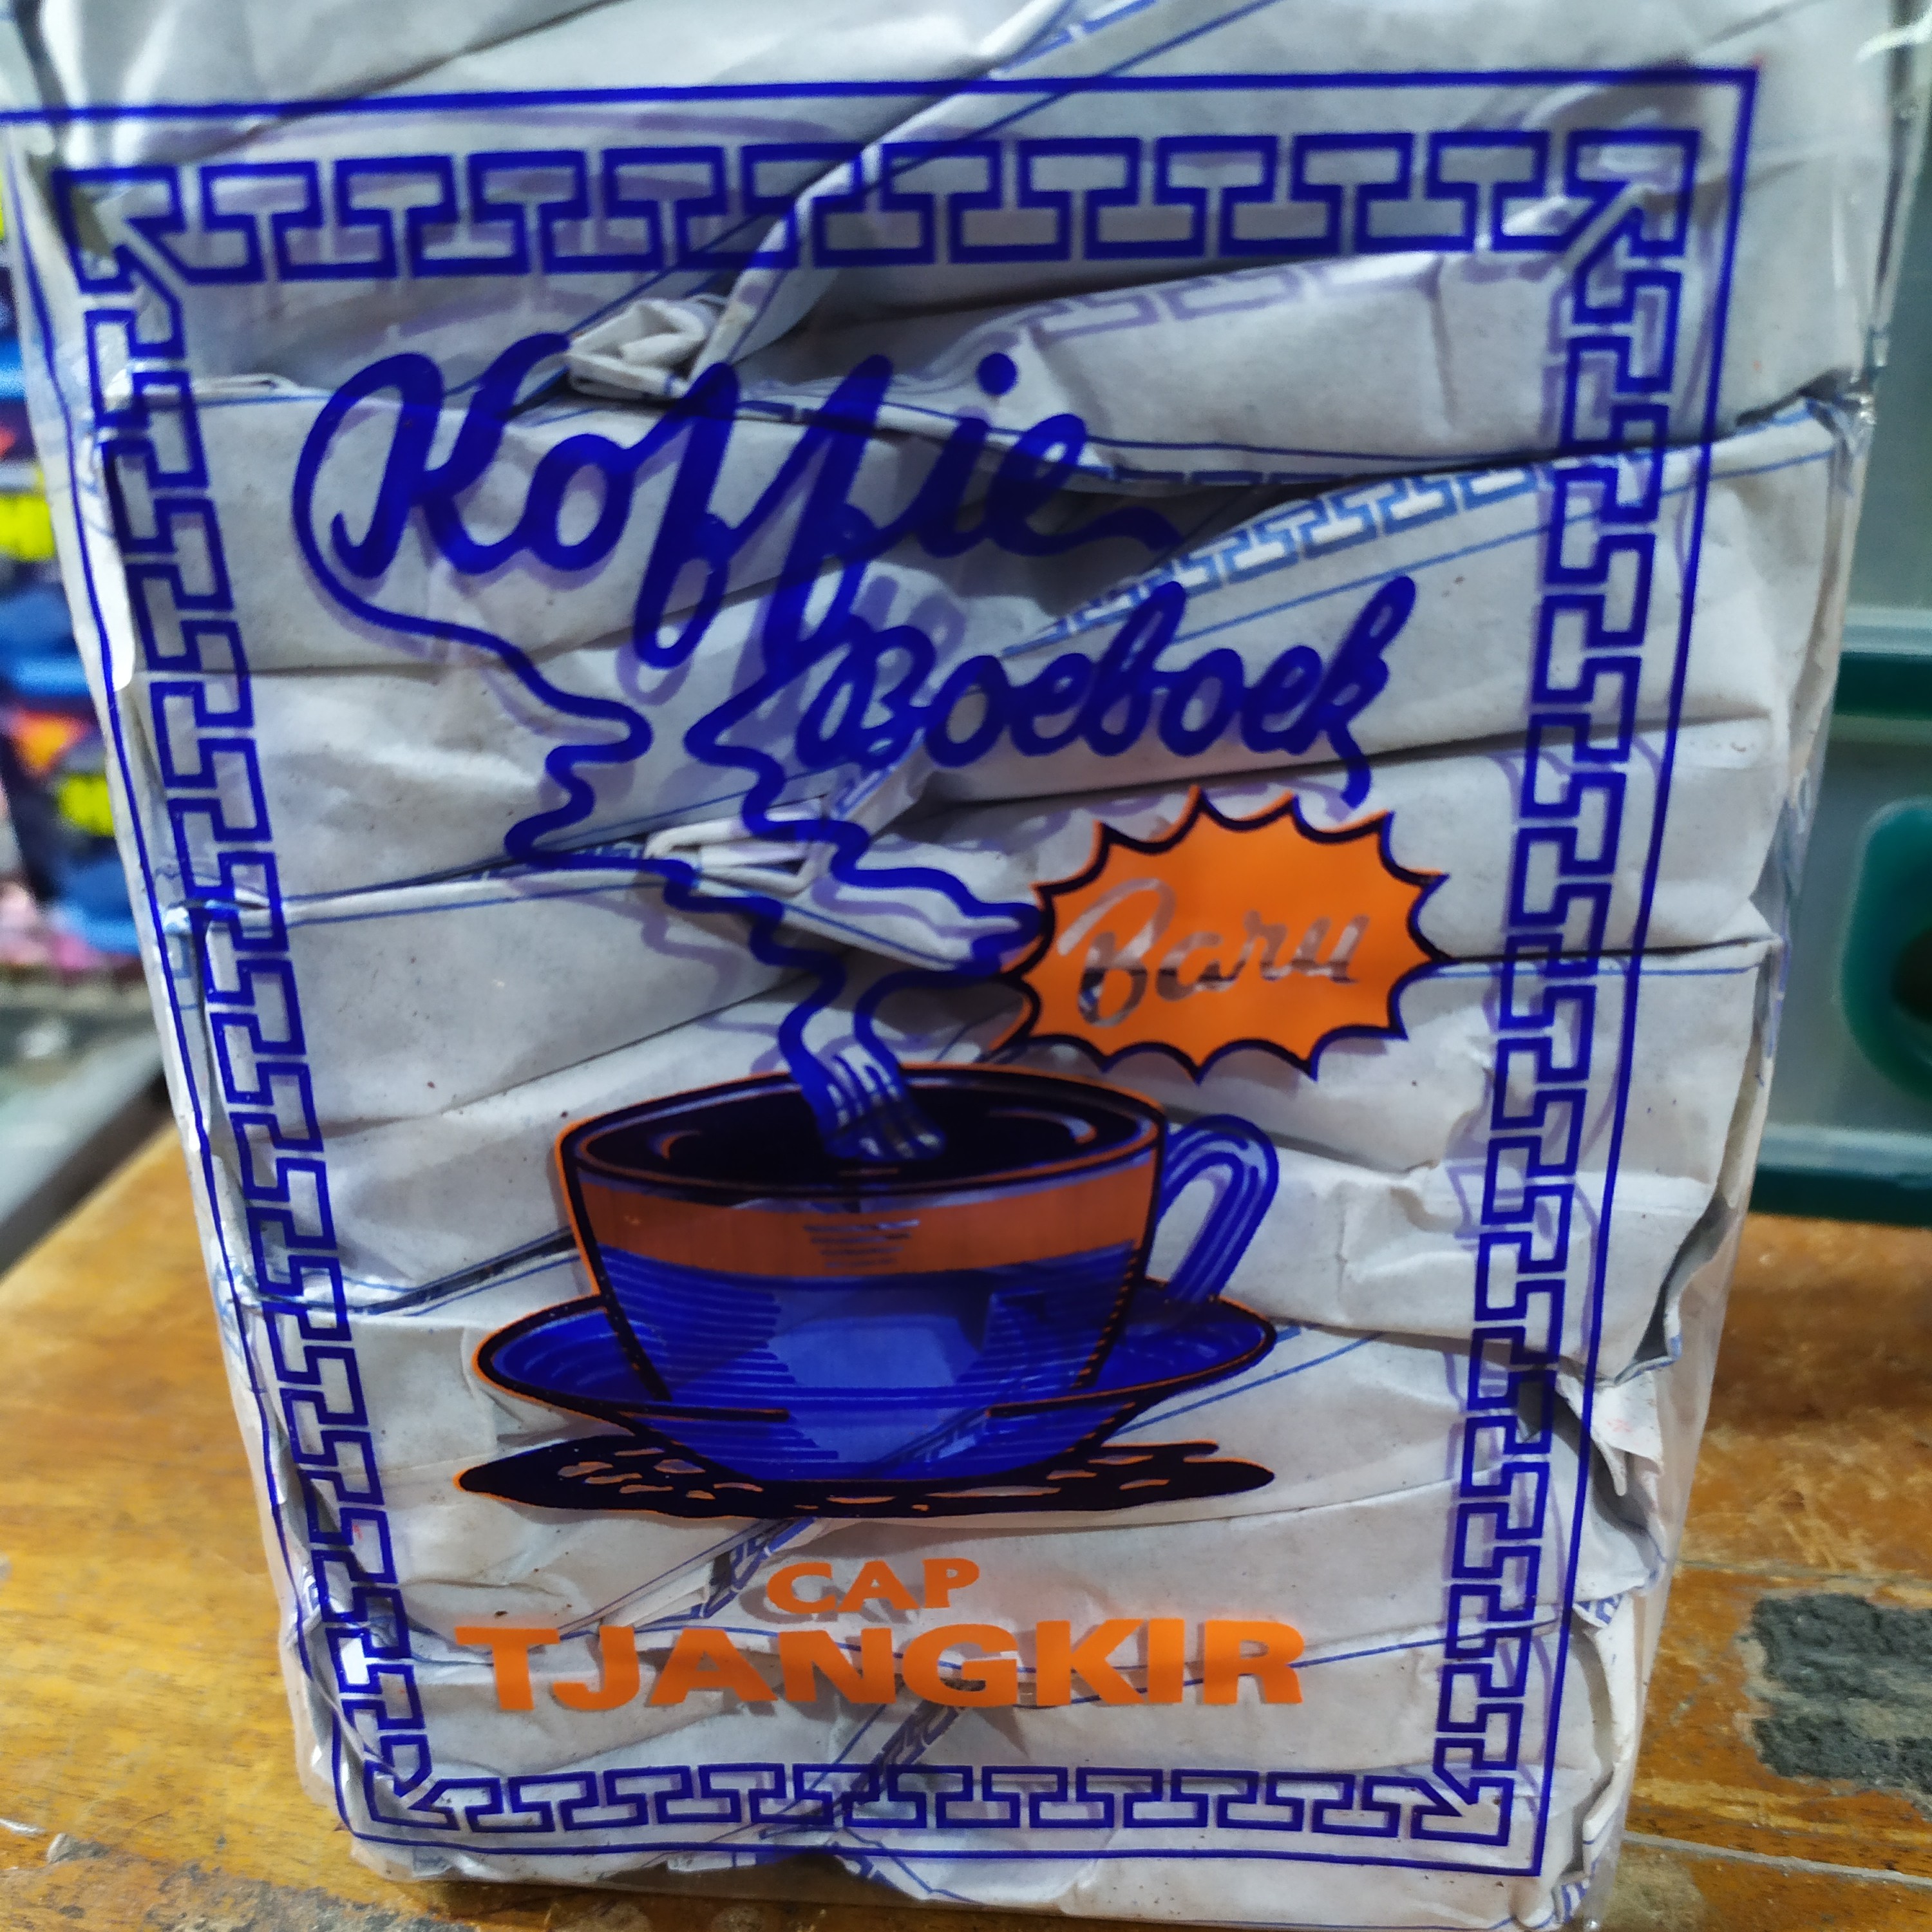 Koffie
Boeboek
Baru
CAP
TJANGKIR